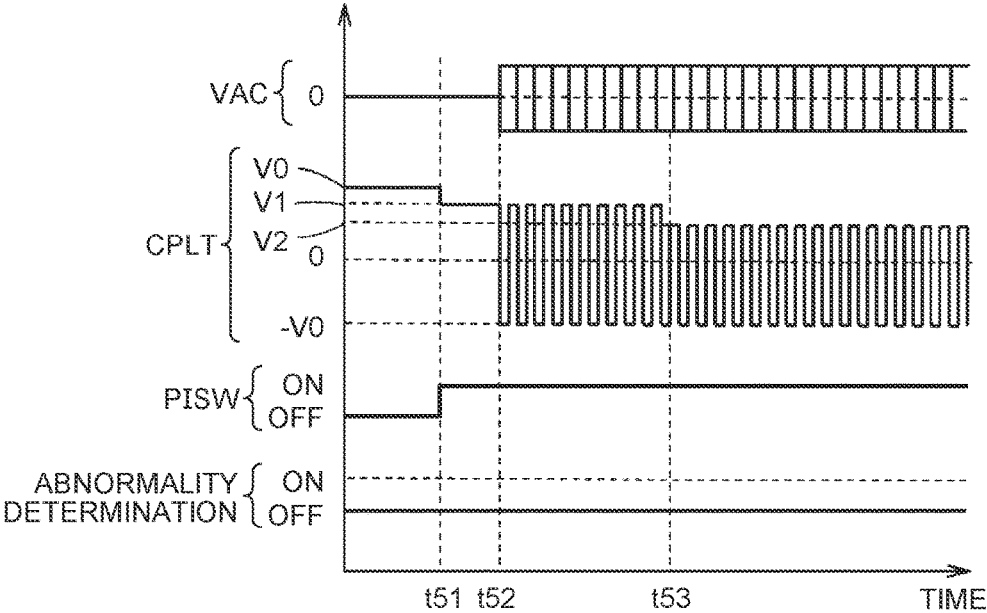 VAC
0
V0
V1
V2
0
-V0
CPLT
PISW
ON
OFF
ABNORMALITY
DETERMINATION
ON
OFF
t51 t52 t53 TIME